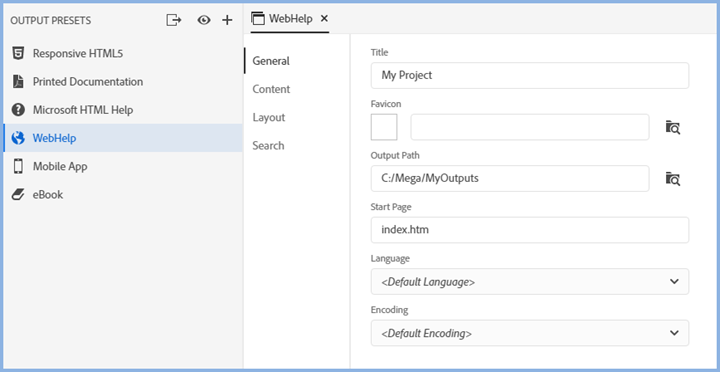 OUTPUT PRESETS
Responsive HTML5
Printed Documentation
Microsoft HTML Help
WebHelp
Mobile App
eBook
WebHelp
General
Content
Layout
Search
Title
My Project
Favicon
Output Path
C:/Mega/MyOutputs
Start Page
index.htm
Language
<Default Language>
Encoding
<Default Encoding>